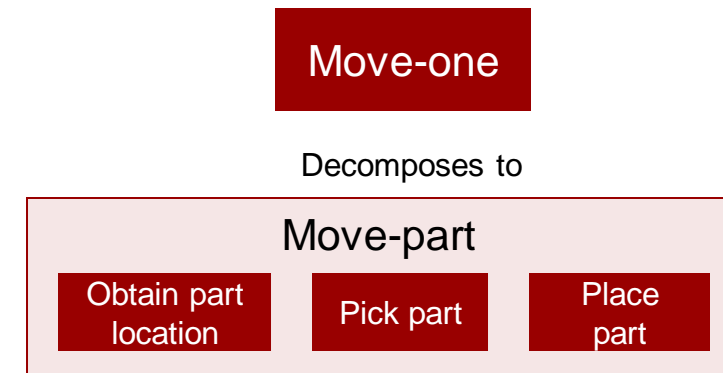 Move-one
Decomposes to
Move-part
Obtain part
location
Pick part
Place
part